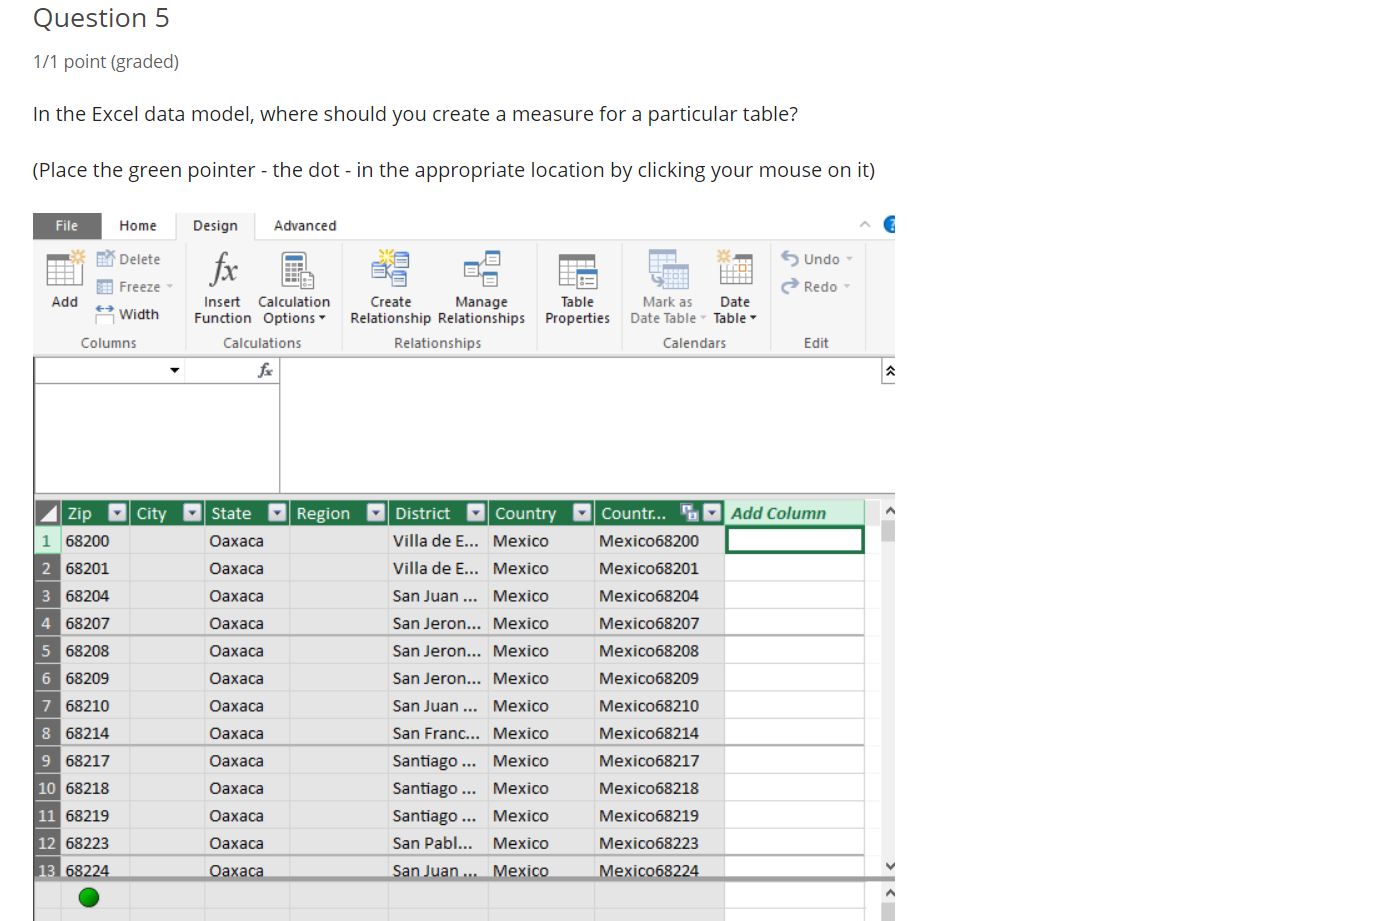 Question 5
1/1 point (graded)
In the Excel data model, where should you create a measure for a particular table?
(Place the green pointer - the dot - in the appropriate location by clicking your mouse on it)
File Home Design Advanced
Add
Delete
Freeze
Width
Columns
fx
Insert Function
Calculation Options
Calculations
Create Relationship
Manage Relationships
Relationships
Table Properties
Mark as Date Table
Date Table
Calendars
Undo
Redo
Edit
fx
Zip City State Region District Country Countr... Add Column
1 68200 Oaxaca Villa de E... Mexico Mexico68200
2 68201 Oaxaca Villa de E... Mexico Mexico68201
3 68204 Oaxaca San Juan ... Mexico Mexico68204
4 68207 Oaxaca San Jeron... Mexico Mexico68207
5 68208 Oaxaca San Jeron... Mexico Mexico68208
6 68209 Oaxaca San Jeron... Mexico Mexico68209
7 68210 Oaxaca San Juan ... Mexico Mexico68210
8 68214 Oaxaca San Franc... Mexico Mexico68214
9 68217 Oaxaca Santiago ... Mexico Mexico68217
10 68218 Oaxaca Santiago ... Mexico Mexico68218
11 68219 Oaxaca Santiago ... Mexico Mexico68219
12 68223 Oaxaca San Pabl... Mexico Mexico68223
13 68224 Oaxaca San Juan ... Mexico Mexico68224